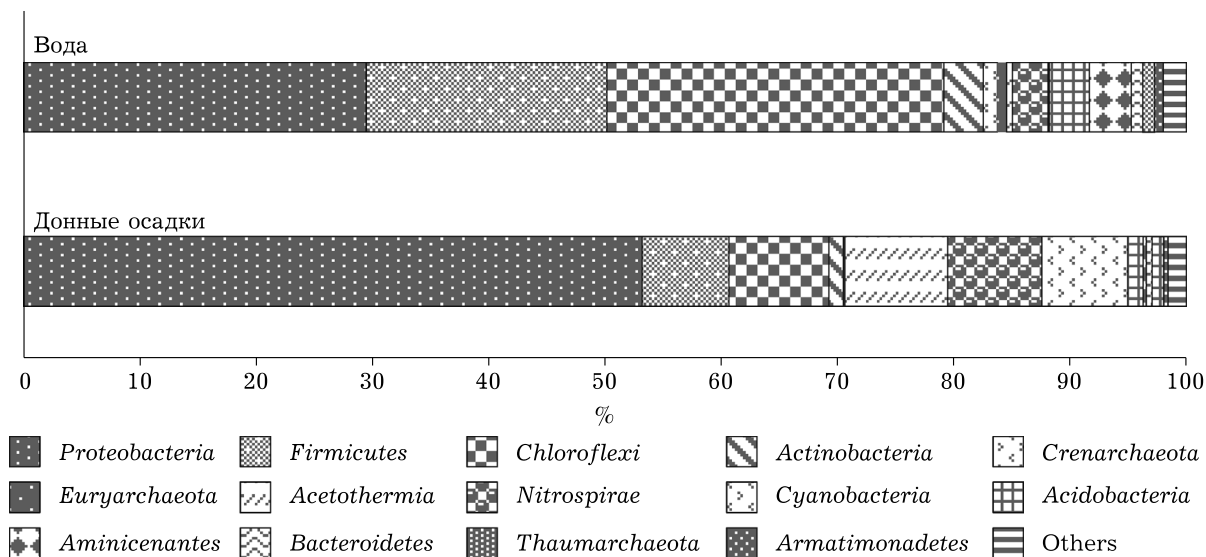 Вода
Донные осадки
0 10 20 30 40 50 60 70 80 90 100
%
Proteobacteria Firmicutes Chloroflexi Actinobacteria Crenarchaeota
Euryarchaeota Acetothermia Nitrospirae Cyanobacteria Acidobacteria
Aminicenantes Bacteroidetes Thaumarchaeota Armatimonadetes Others